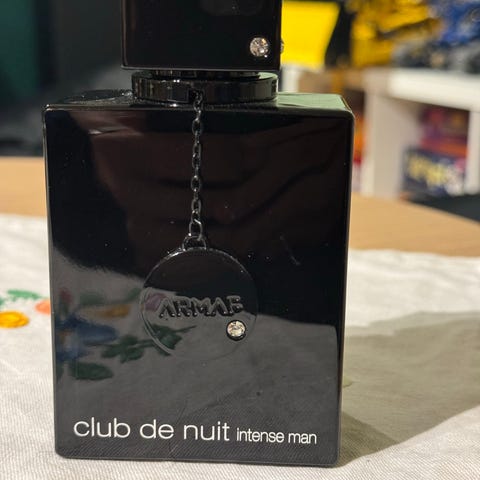 ARMAF
club de nuit intense man